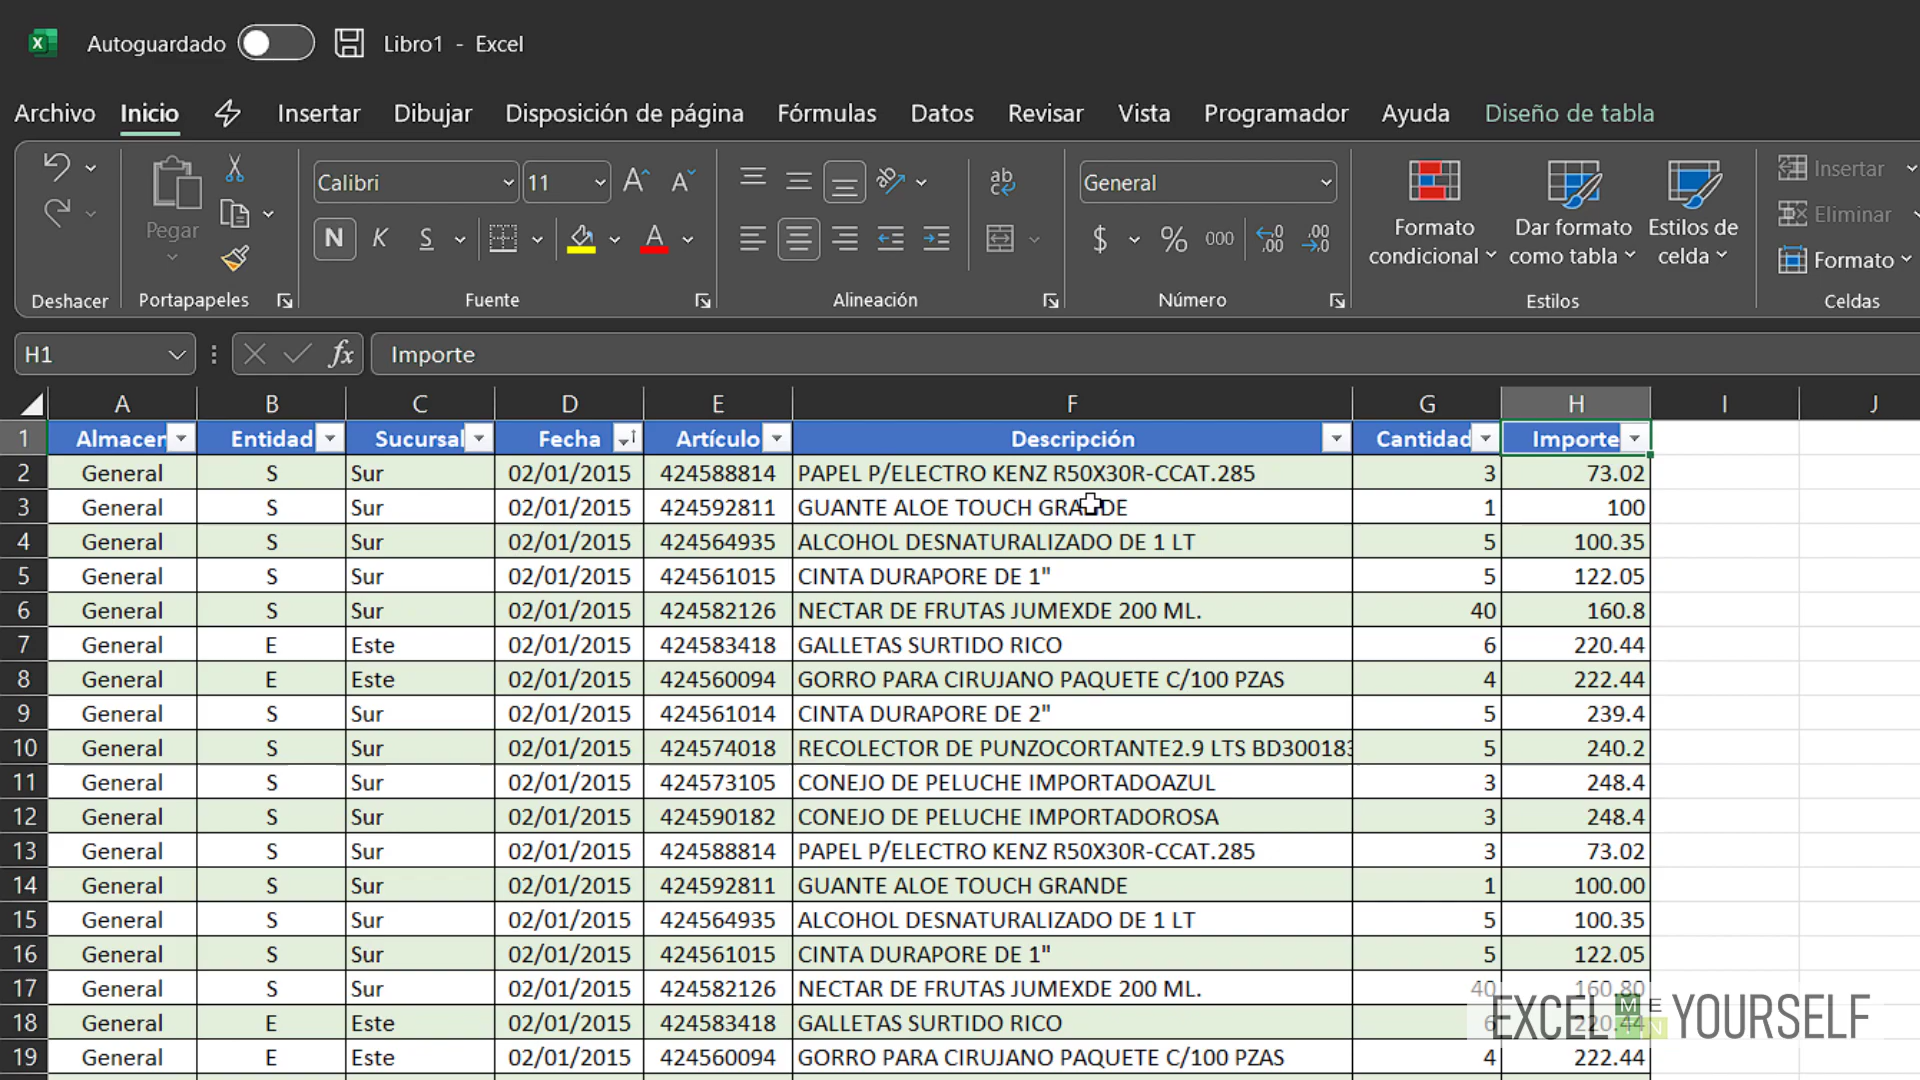 Autoguardado Libro1 - Excel
Archivo Inicio Insertar Dibujar Disposición de página Fórmulas Datos Revisar Vista Programador Ayuda Diseño de tabla
Pegar Calibri 11 General Insertar
N K S A ab $ % 000 Formato condicional Dar formato como tabla Estilos de celda Eliminar
Formato
Deshacer Portapapeles Fuente Alineación Número Estilos Celdas
H1 fx Importe
A B C D E F G H I J
1 Almacen Entidad Sucursal Fecha Artículo Descripción Cantidad Importe
2 General S Sur 02/01/2015 424588814 PAPEL P/ELECTRO KENZ R50X30R-CCAT.285 3 73.02
3 General S Sur 02/01/2015 424592811 GUANTE ALOE TOUCH GRANDE 1 100
4 General S Sur 02/01/2015 424564935 ALCOHOL DESNATURALIZADO DE 1 LT 5 100.35
5 General S Sur 02/01/2015 424561015 CINTA DURAPORE DE 1" 5 122.05
6 General S Sur 02/01/2015 424582126 NECTAR DE FRUTAS JUMEXDE 200 ML. 40 160.8
7 General E Este 02/01/2015 424583418 GALLETAS SURTIDO RICO 6 220.44
8 General E Este 02/01/2015 424560094 GORRO PARA CIRUJANO PAQUETE C/100 PZAS 4 222.44
9 General S Sur 02/01/2015 424561014 CINTA DURAPORE DE 2" 5 239.4
10 General S Sur 02/01/2015 424574018 RECOLECTOR DE PUNZOCORTANTE2.9 LTS BD300183 5 240.2
11 General S Sur 02/01/2015 424573105 CONEJO DE PELUCHE IMPORTADOAZUL 3 248.4
12 General S Sur 02/01/2015 424590182 CONEJO DE PELUCHE IMPORTADOROSA 3 248.4
13 General S Sur 02/01/2015 424588814 PAPEL P/ELECTRO KENZ R50X30R-CCAT.285 3 73.02
14 General S Sur 02/01/2015 424592811 GUANTE ALOE TOUCH GRANDE 1 100.00
15 General S Sur 02/01/2015 424564935 ALCOHOL DESNATURALIZADO DE 1 LT 5 100.35
16 General S Sur 02/01/2015 424561015 CINTA DURAPORE DE 1" 5 122.05
17 General S Sur 02/01/2015 424582126 NECTAR DE FRUTAS JUMEXDE 200 ML. 40 160.80
18 General E Este 02/01/2015 424583418 GALLETAS SURTIDO RICO 6 220.44
EXCEL ME IN YOURSELF
19 General E Este 02/01/2015 424560094 GORRO PARA CIRUJANO PAQUETE C/100 PZAS 4 222.44